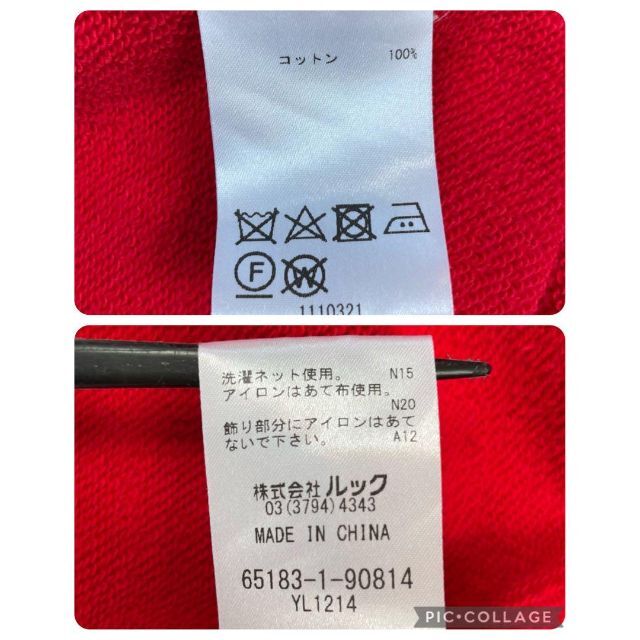 コットン 100%
F W
1110321
洗濯ネット使用。 N15
アイロンはあて布使用。
N20
飾り部分にアイロンはあて
ないで下さい。 A12
株式会社 ルック
03(3794)4343
MADE IN CHINA
65183-1-90814
YL1214
PIC•COLLAGE